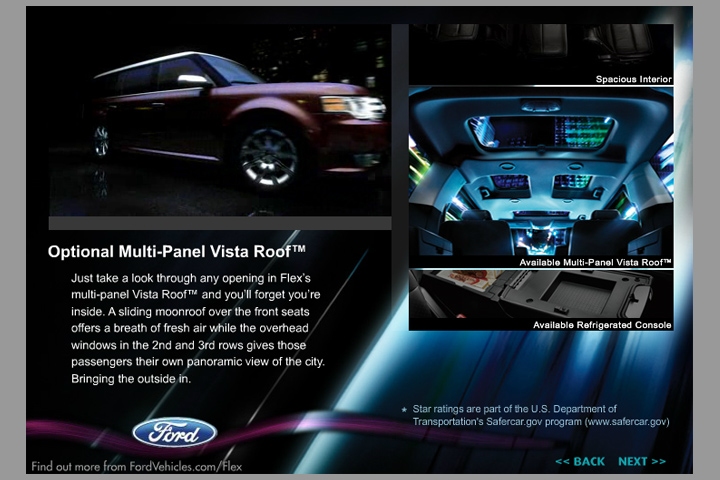 Spacious Interior
Available Multi-Panel Vista Roof™
Available Refrigerated Console
Optional Multi-Panel Vista Roof™
Just take a look through any opening in Flex's
multi-panel Vista Roof™ and you'll forget you're
inside. A sliding moonroof over the front seats
offers a breath of fresh air while the overhead
windows in the 2nd and 3rd rows gives those
passengers their own panoramic view of the city.
Bringing the outside in.
* Star ratings are part of the U.S. Department of
Transportation's Safercar.gov program (www.safercar.gov)
Ford
Find out more from FordVehicles.com/Flex
<< BACK NEXT >>